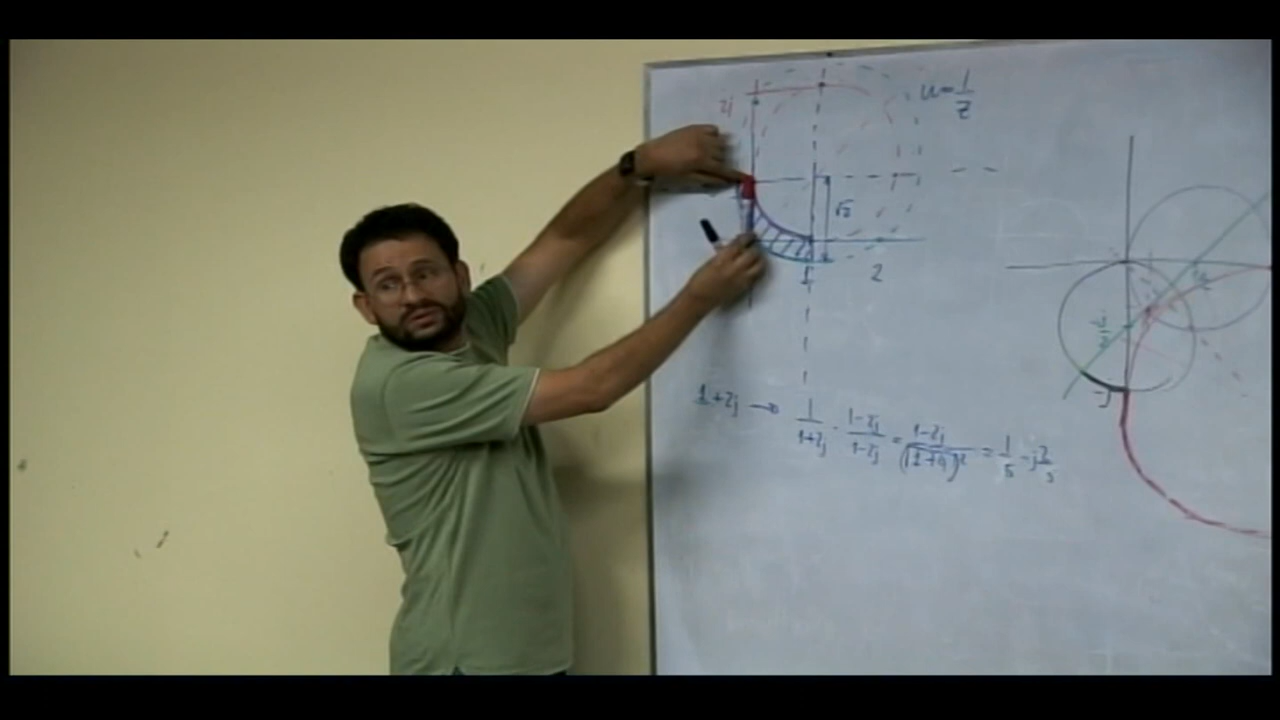 2j
u = 1/z
√2
1
2
1+2j → 1/(1+2j) · (1-2j)/(1-2j) = (1-2j)/(√(1+4))² = 1/5 - j2/5
-j